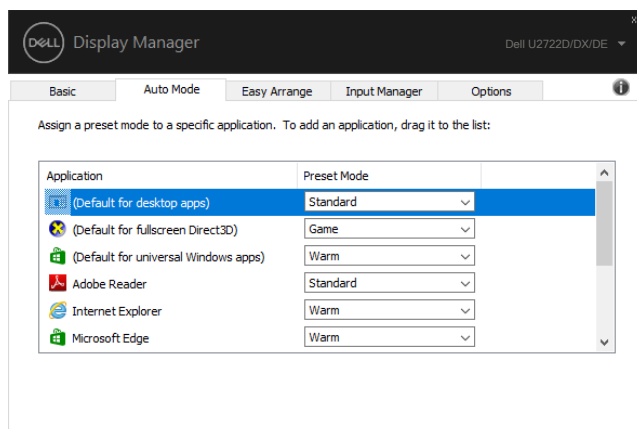 DELL Display Manager
Dell U2722D/DX/DE
Basic Auto Mode Easy Arrange Input Manager Options
Assign a preset mode to a specific application. To add an application, drag it to the list:
Application Preset Mode
(Default for desktop apps) Standard
(Default for fullscreen Direct3D) Game
(Default for universal Windows apps) Warm
Adobe Reader Standard
Internet Explorer Warm
Microsoft Edge Warm